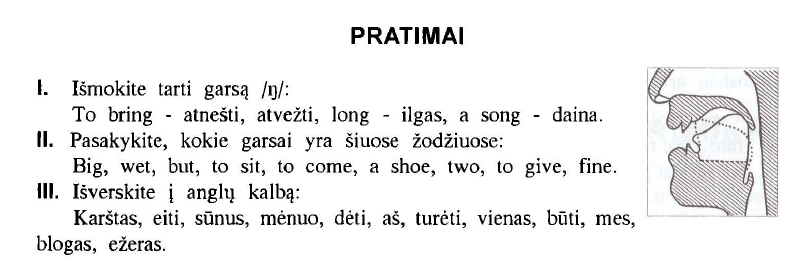 PRATIMAI
I. Išmokite tarti garsą /ŋ/:
To bring - atnešti, atvežti, long - ilgas, a song - daina.
II. Pasakykite, kokie garsai yra šiuose žodžiuose:
Big, wet, but, to sit, to come, a shoe, two, to give, fine.
III. Išverskite į anglų kalbą:
Karštas, eiti, sūnus, mėnuo, dėti, aš, turėti, vienas, būti, mes,
blogas, ežeras.